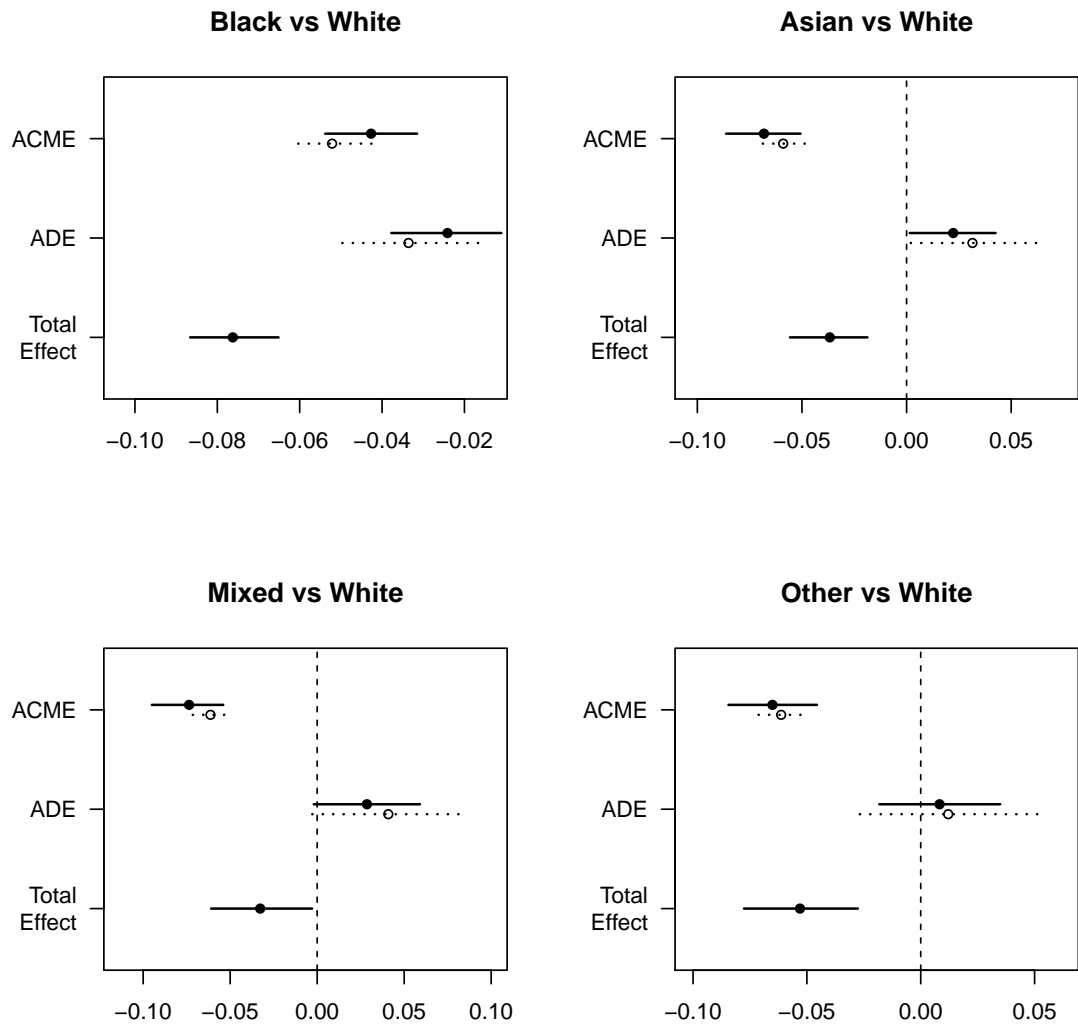 Black vs White
ACME
ADE
Total
Effect
−0.10
−0.08
−0.06
−0.04
−0.02
Asian vs White
ACME
ADE
Total
Effect
−0.10
−0.05
0.00
0.05
Mixed vs White
ACME
ADE
Total
Effect
−0.10
−0.05
0.00
0.05
0.10
Other vs White
ACME
ADE
Total
Effect
−0.10
−0.05
0.00
0.05